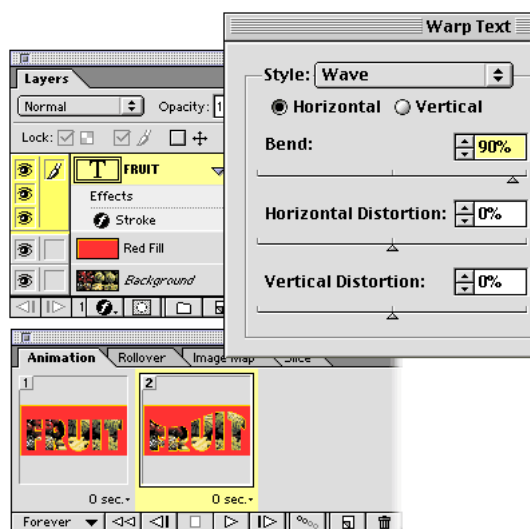 Warp Text
Style: Wave
Horizontal Vertical
Bend: 90%
Horizontal Distortion: 0%
Vertical Distortion: 0%
Layers
Normal Opacity: 1
Lock:
T FRUIT
Effects
Stroke
Red Fill
Background
1
Animation Rollover Image Map Slice
1 2
FRUIT FRUIT
0 sec. 0 sec.
Forever